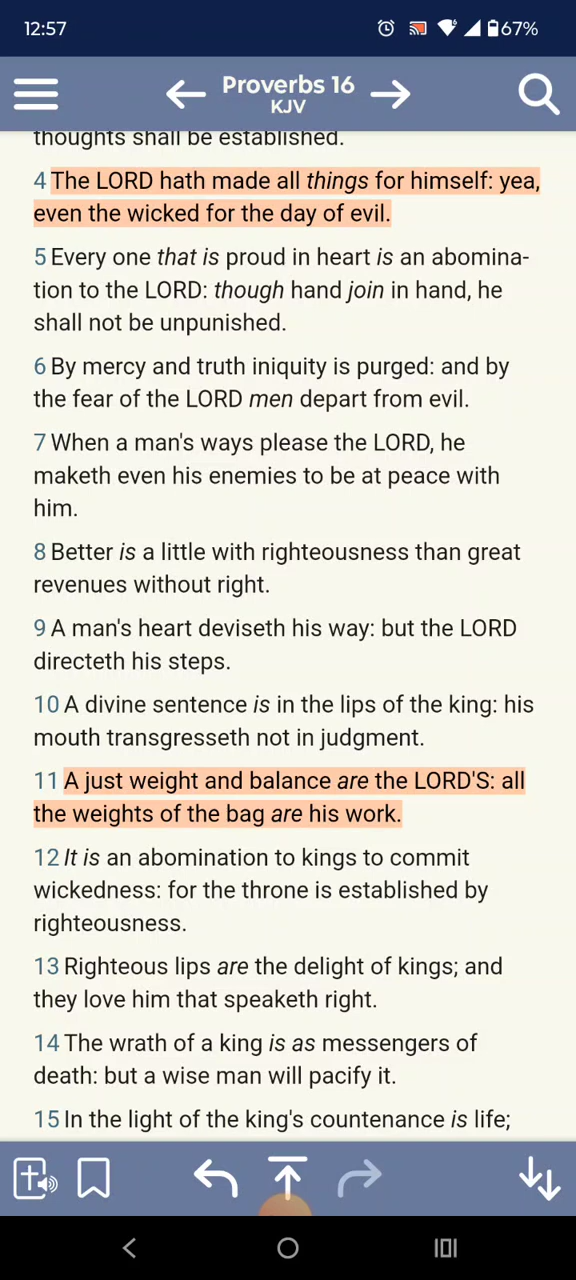 12:57
67%
Proverbs 16
KJV
thoughts shall be established.
4 The LORD hath made all things for himself: yea,
even the wicked for the day of evil.
5 Every one that is proud in heart is an abomina-
tion to the LORD: though hand join in hand, he
shall not be unpunished.
6 By mercy and truth iniquity is purged: and by
the fear of the LORD men depart from evil.
7 When a man's ways please the LORD, he
maketh even his enemies to be at peace with
him.
8 Better is a little with righteousness than great
revenues without right.
9 A man's heart deviseth his way: but the LORD
directeth his steps.
10 A divine sentence is in the lips of the king: his
mouth transgresseth not in judgment.
11 A just weight and balance are the LORD'S: all
the weights of the bag are his work.
12 It is an abomination to kings to commit
wickedness: for the throne is established by
righteousness.
13 Righteous lips are the delight of kings; and
they love him that speaketh right.
14 The wrath of a king is as messengers of
death: but a wise man will pacify it.
15 In the light of the king's countenance is life;